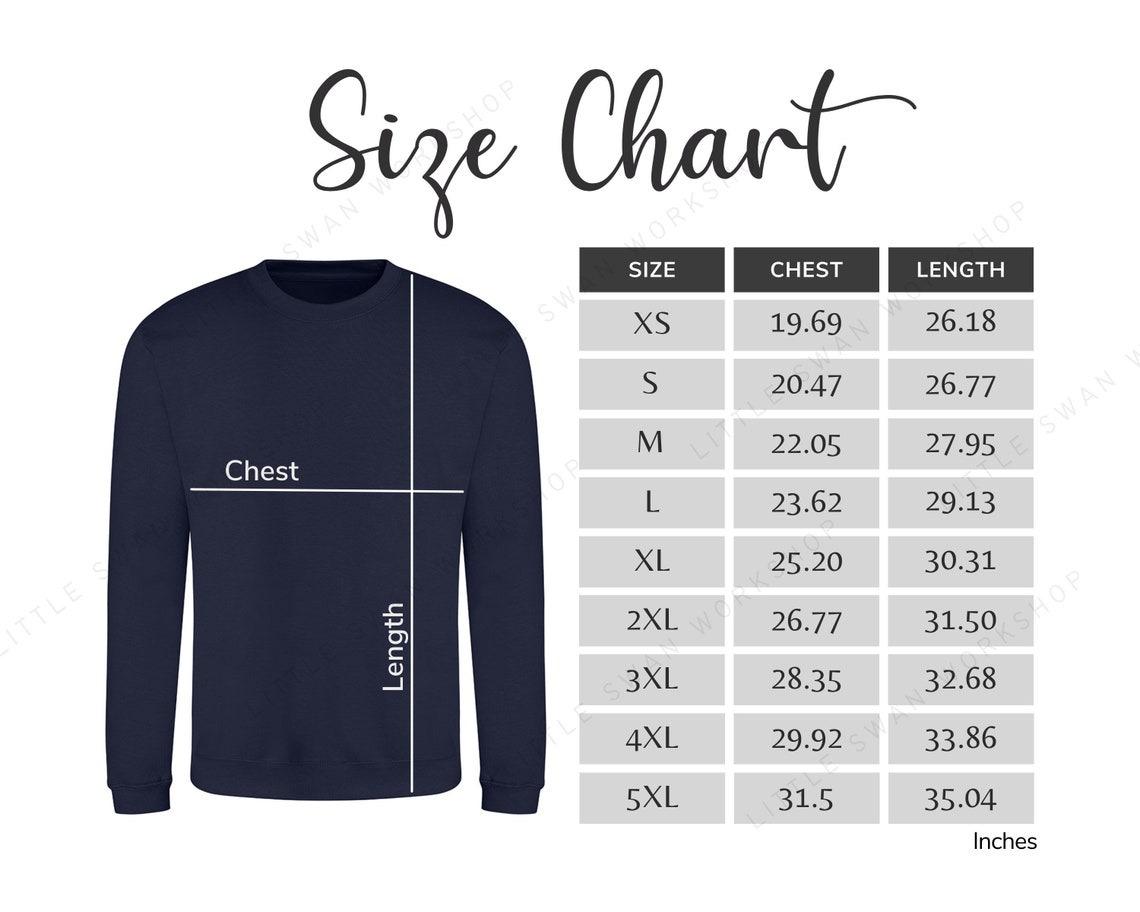 Size Chart
SIZE CHEST LENGTH
XS 19.69 26.18
S 20.47 26.77
M 22.05 27.95
L 23.62 29.13
XL 25.20 30.31
2XL 26.77 31.50
3XL 28.35 32.68
4XL 29.92 33.86
5XL 31.5 35.04
Inches
Chest
Length
LITTLE SWAN WORKSHOP